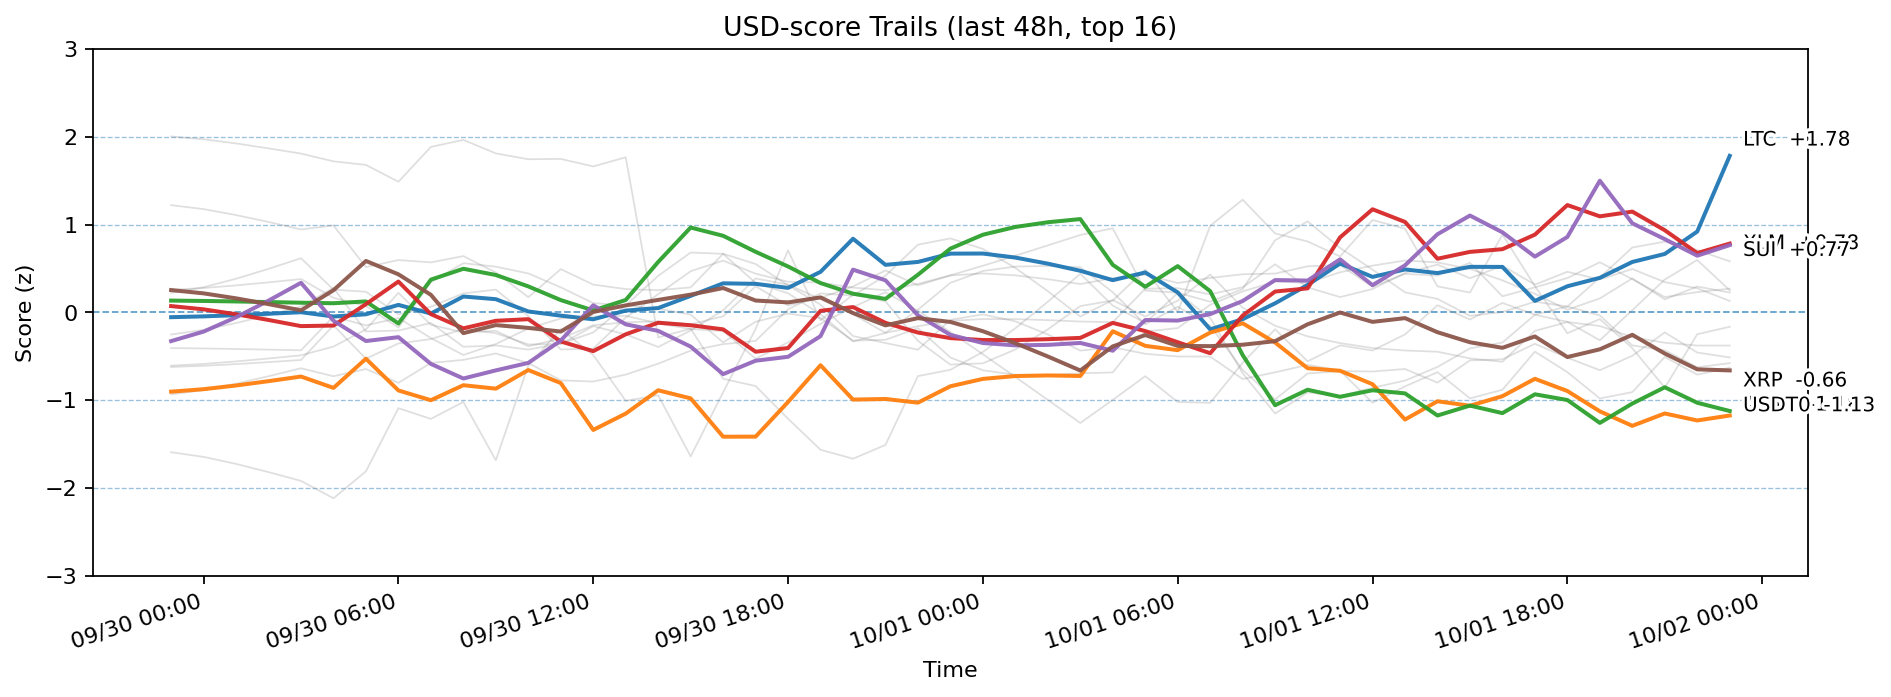 USD-score Trails (last 48h, top 16)
3
2
1
0
−1
−2
−3
Score (z)
LTC +1.78
SUI +0.77
XRP -0.66
USDT0 -1.13
09/30 00:00
09/30 06:00
09/30 12:00
09/30 18:00
10/01 00:00
10/01 06:00
10/01 12:00
10/01 18:00
10/02 00:00
Time